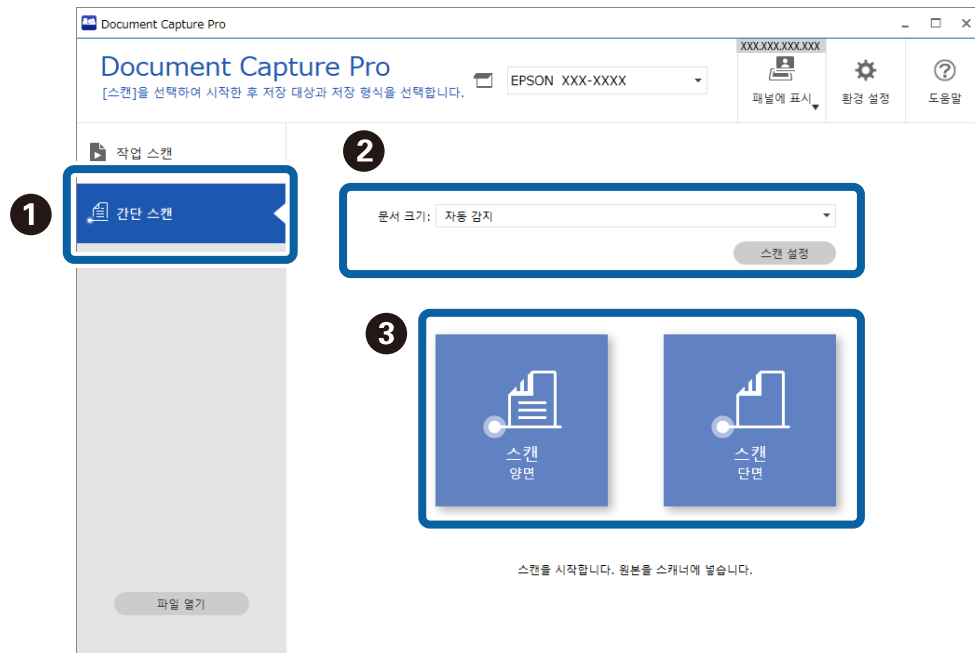 Document Capture Pro
XXX.XXX.XXX.XXX
Document Capture Pro
[스캔]을 선택하여 시작한 후 저장 대상과 저장 형식을 선택합니다.
EPSON XXX-XXXX
패널에 표시
환경 설정
도움말
작업 스캔
1
간단 스캔
2
문서 크기: 자동 감지
스캔 설정
3
스캔
양면
스캔
단면
스캔을 시작합니다. 원본을 스캐너에 넣습니다.
파일 열기